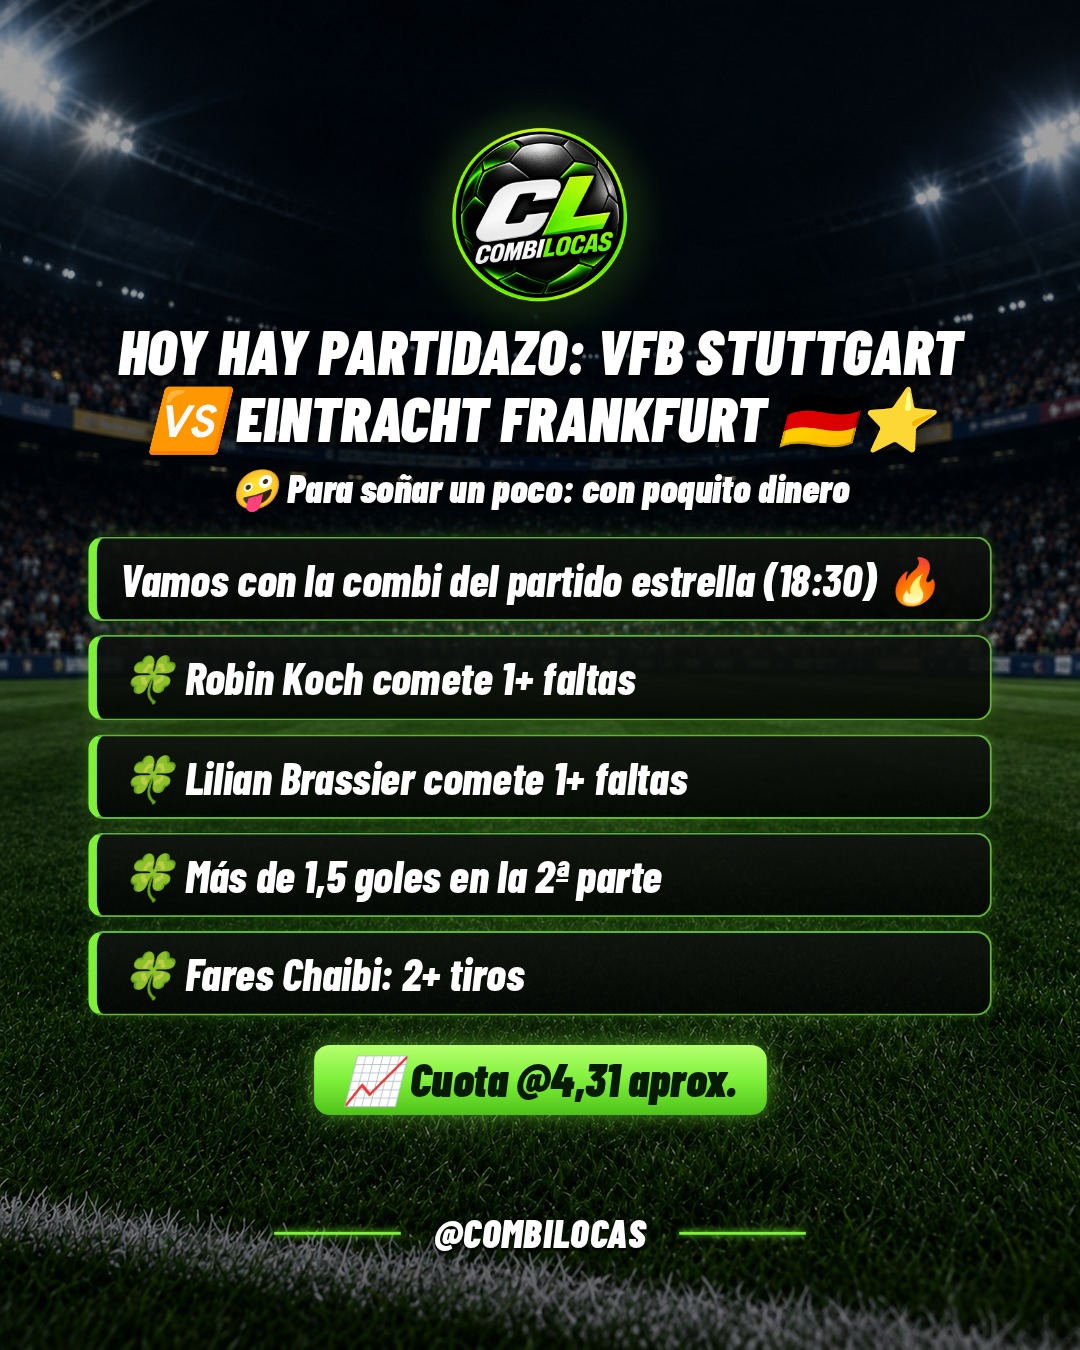 CL
COMBILOCAS
HOY HAY PARTIDAZO: VFB STUTTGART
🆚 EINTRACHT FRANKFURT 🇩🇪⭐
🤪 Para soñar un poco: con poquito dinero
Vamos con la combi del partido estrella (18:30) 🔥
🍀 Robin Koch comete 1+ faltas
🍀 Lilian Brassier comete 1+ faltas
🍀 Más de 1,5 goles en la 2ª parte
🍀 Fares Chaibi: 2+ tiros
📈 Cuota @4,31 aprox.
@COMBILOCAS